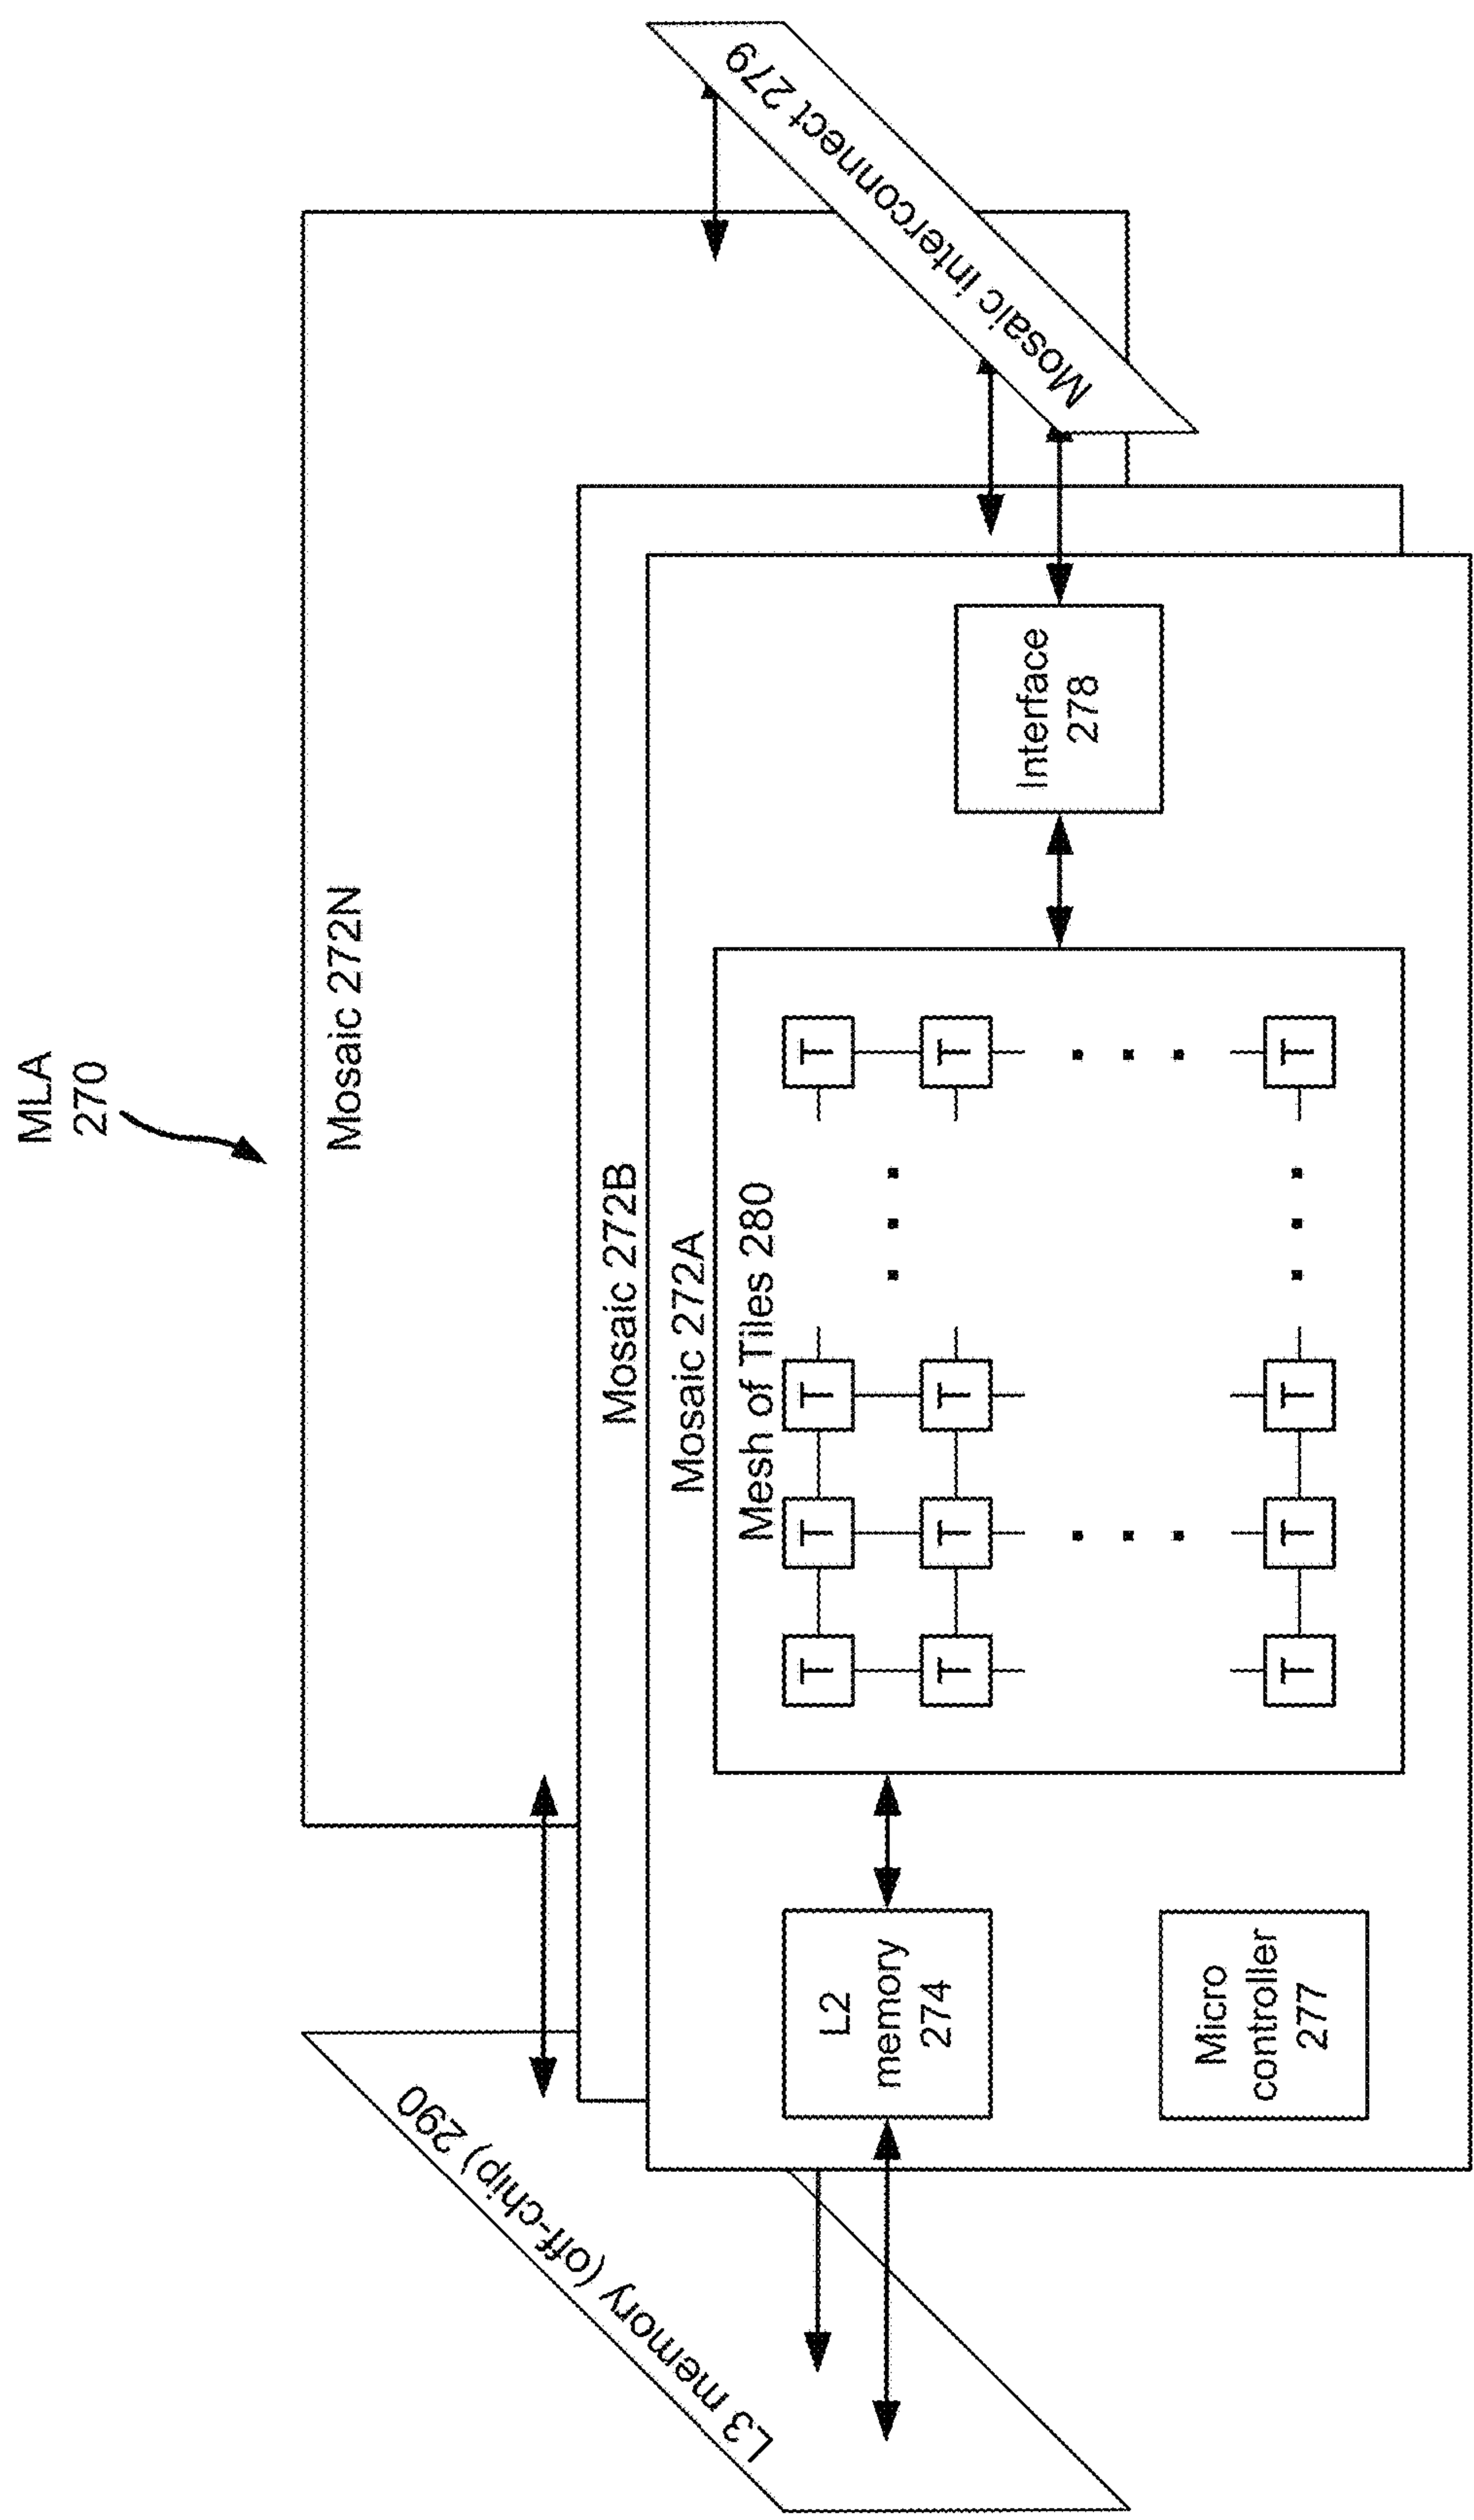 MLA
270
Mosaic 272N
Mosaic 272B
Mosaic 272A
Mesh of Tiles 280
T T T T
T T T T
T T T T
L3 memory (off-chip) 290
L2
memory
274
Micro
controller
277
Interface
278
Mosaic interconnect 279